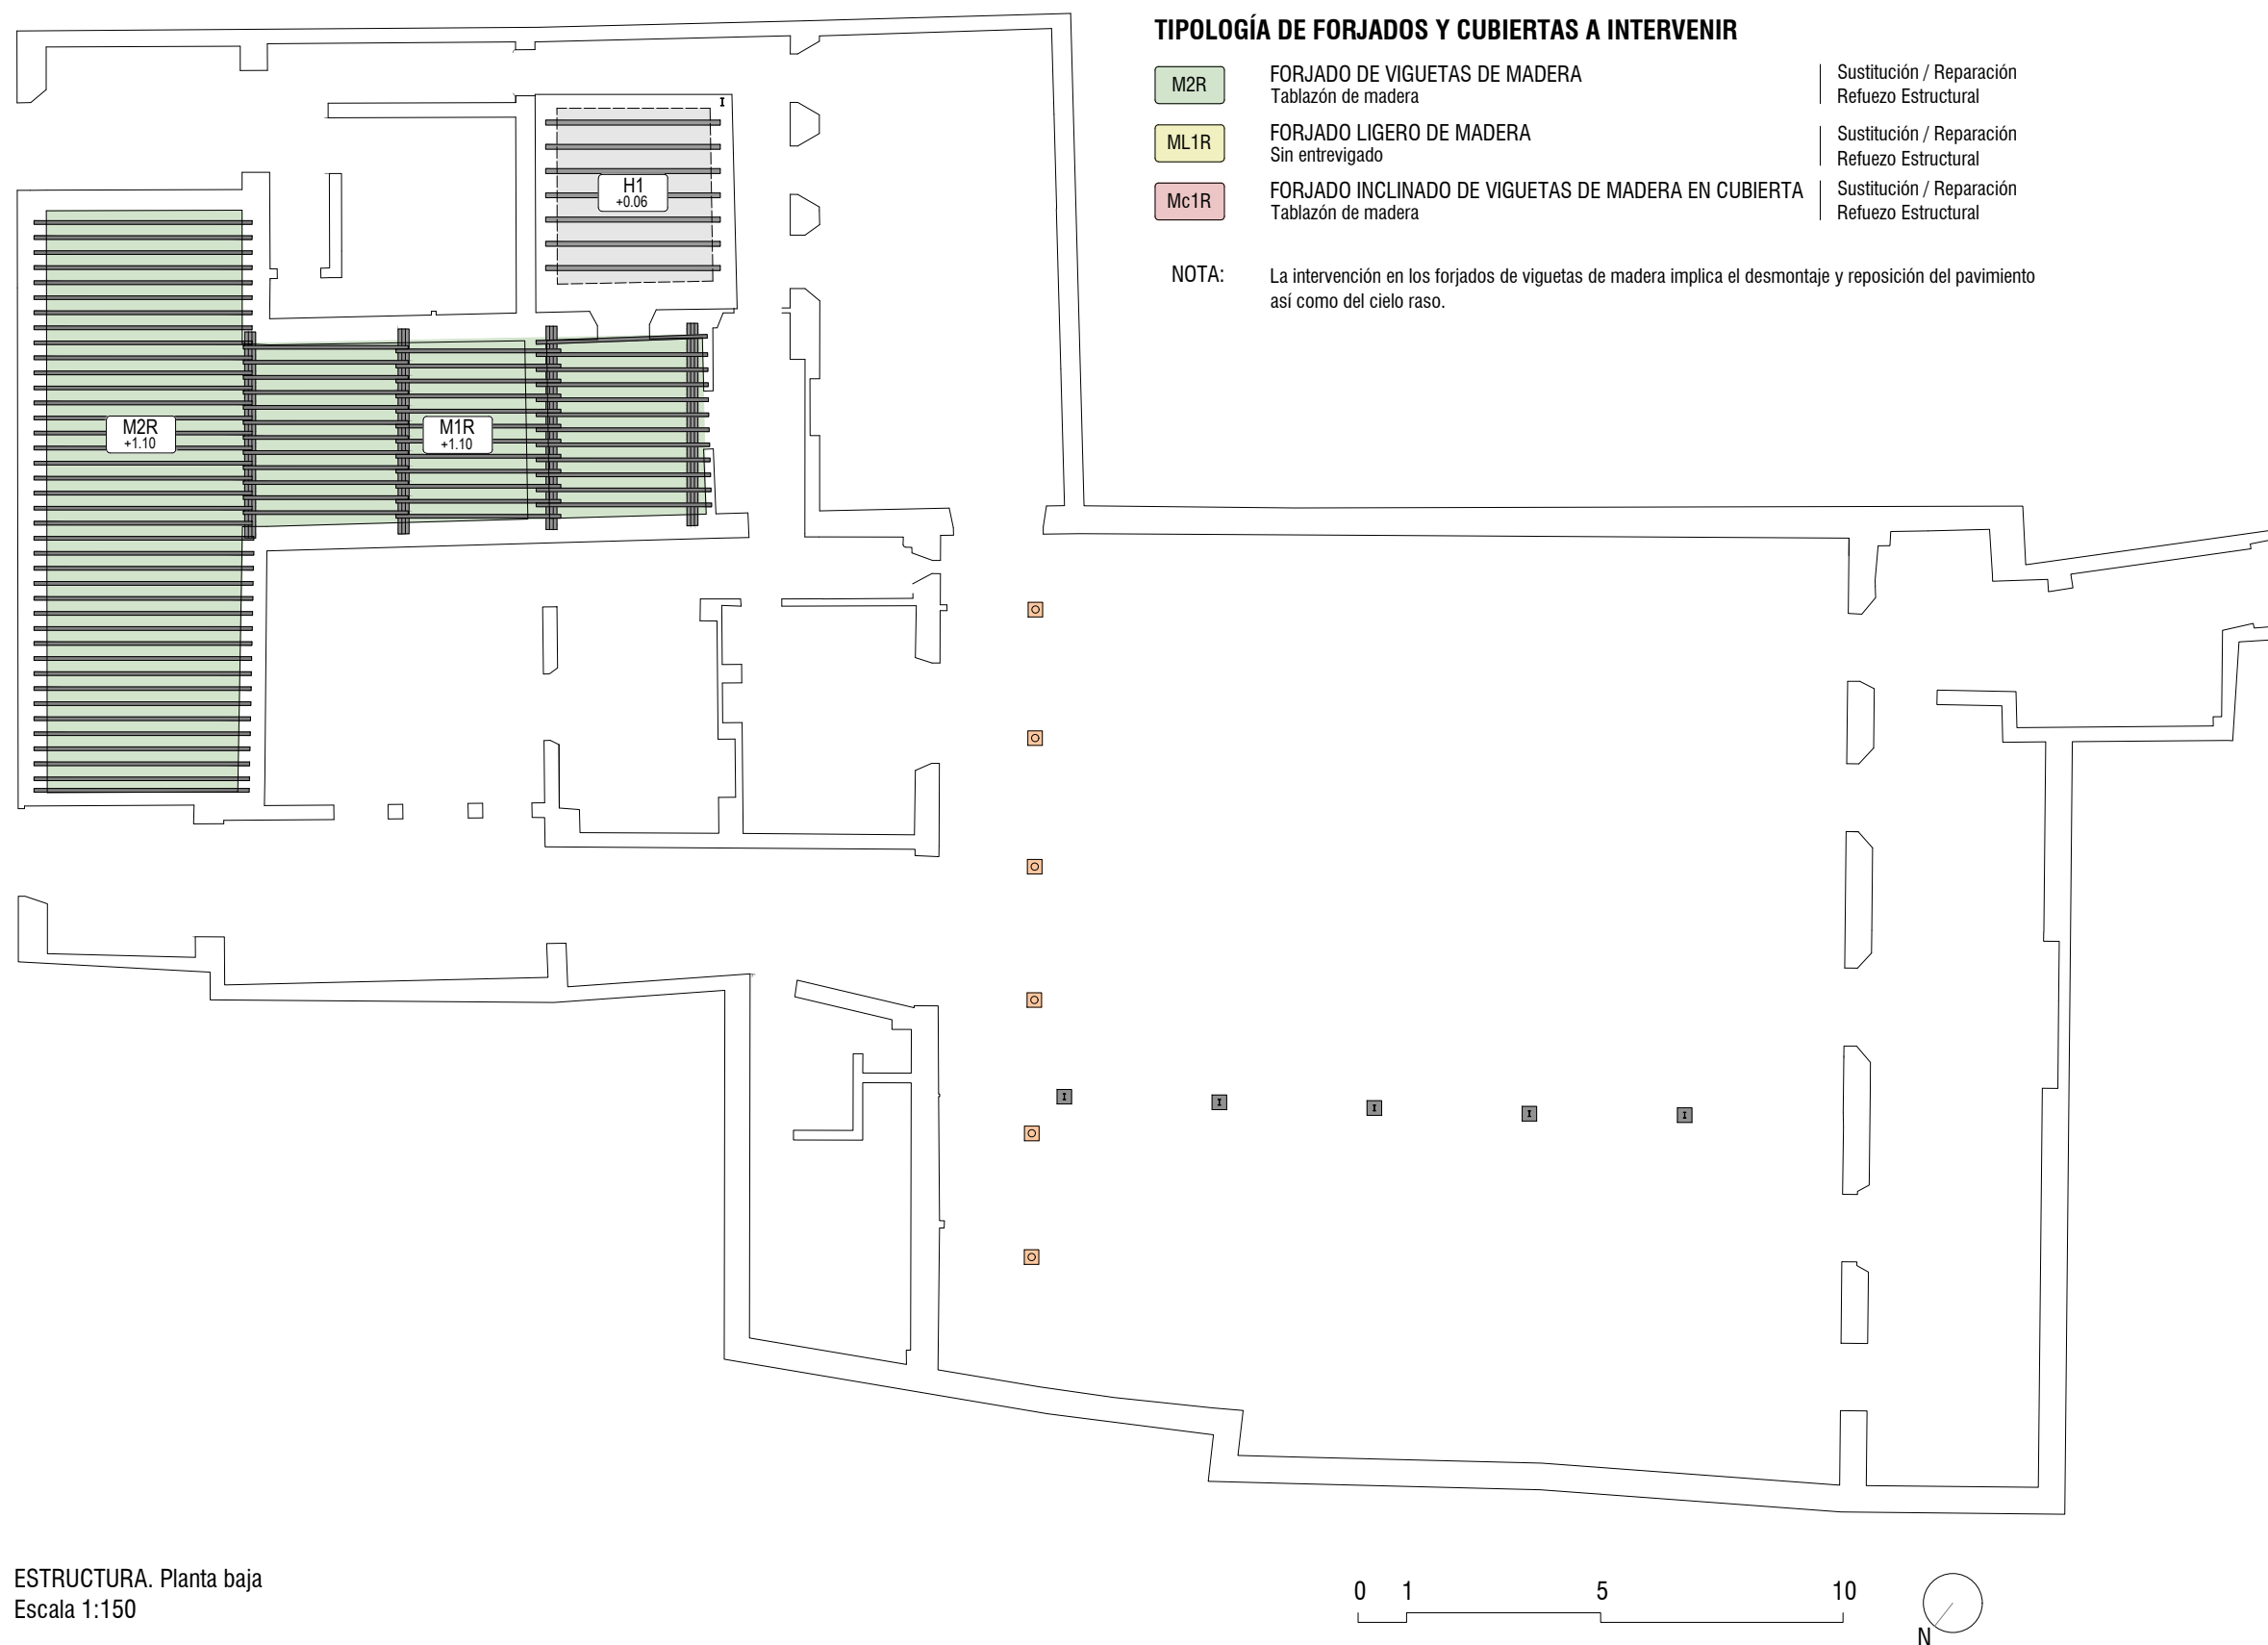 TIPOLOGÍA DE FORJADOS Y CUBIERTAS A INTERVENIR
M2R
FORJADO DE VIGUETAS DE MADERA
Tablazón de madera
Sustitución / Reparación
Refuezo Estructural
ML1R
FORJADO LIGERO DE MADERA
Sin entrevigado
Sustitución / Reparación
Refuezo Estructural
Mc1R
FORJADO INCLINADO DE VIGUETAS DE MADERA EN CUBIERTA
Tablazón de madera
Sustitución / Reparación
Refuezo Estructural
NOTA:
La intervención en los forjados de viguetas de madera implica el desmontaje y reposición del pavimento
así como del cielo raso.
H1
+0.06
M2R
+1.10
M1R
+1.10
ESTRUCTURA. Planta baja
Escala 1:150
0 1 5 10
N